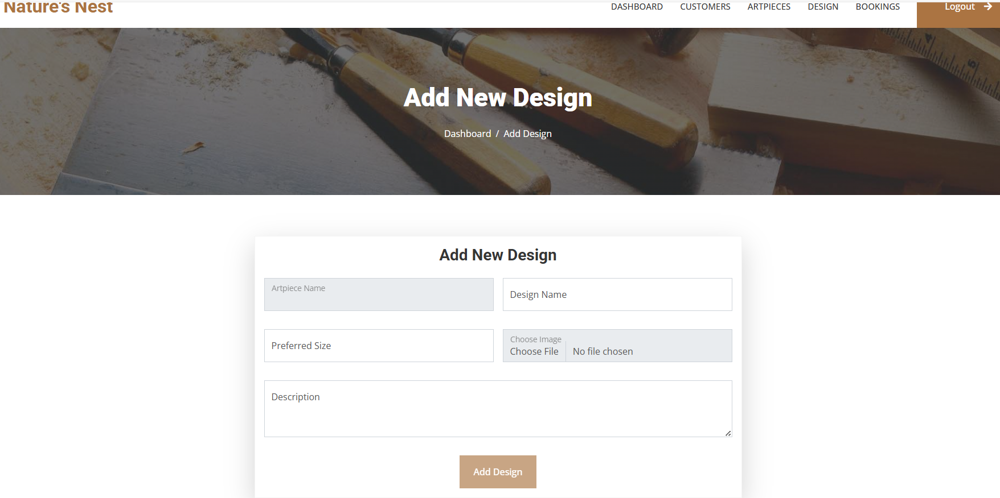 Nature's Nest
DASHBOARD CUSTOMERS ARTPIECES DESIGN BOOKINGS Logout
Add New Design
Dashboard / Add Design
Add New Design
Artpiece Name
Design Name
Preferred Size
Choose Image
Choose File No file chosen
Description
Add Design